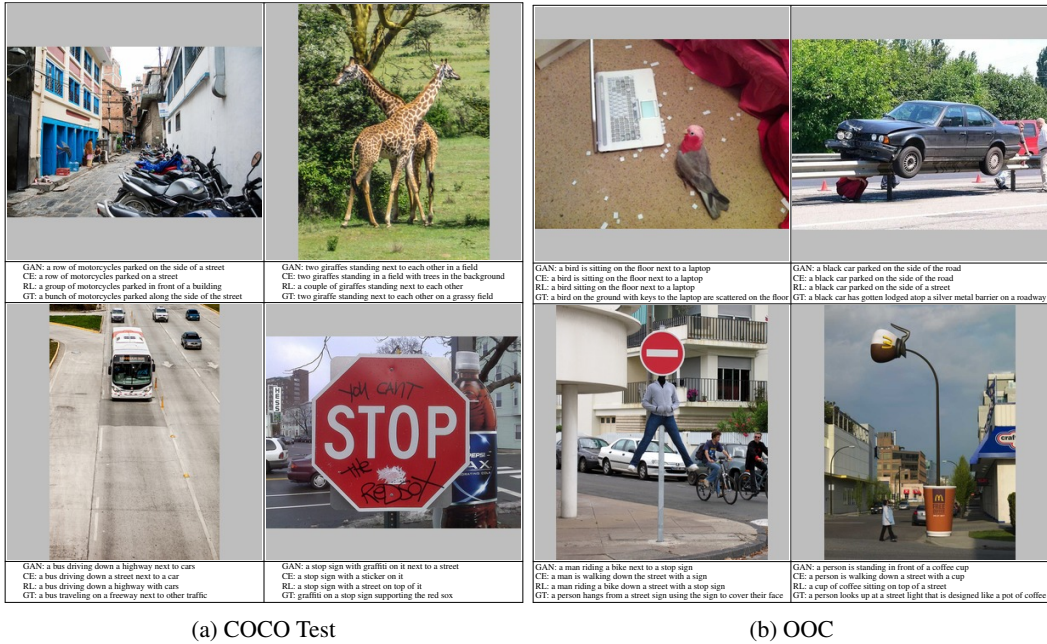 GAN: a row of motorcycles parked on the side of a street
CE: a row of motorcycles parked on a street
RL: a group of motorcycles parked in front of a building
GT: a bunch of motorcycles parked along the side of the street
GAN: two giraffes standing next to each other in a field
CE: two giraffes standing in a field with trees in the background
RL: a couple of giraffes standing next to each other
GT: two giraffe standing next to each other on a grassy field
GAN: a bird is sitting on the floor next to a laptop
CE: a bird is sitting on the floor next to a laptop
RL: a bird sitting on the floor next to a laptop
GT: a bird on the ground with keys to the laptop are scattered on the floor
GAN: a black car parked on the side of the road
CE: a black car parked on the side of the road
RL: a black car parked on the side of a street
GT: a black car has gotten lodged atop a silver metal barrier on a roadway
YOU CAN'T
STOP
THE
REDSOX
HESS
PEPSI
AX
M
craf
GAN: a bus driving down a highway next to cars
CE: a bus driving down a street next to a car
RL: a bus driving down a highway with cars
GT: a bus traveling on a freeway next to other traffic
GAN: a stop sign with graffiti on it next to a street
CE: a stop sign with a sticker on it
RL: a stop sign with a street on top of it
GT: graffiti on a stop sign supporting the red sox
GAN: a man riding a bike next to a stop sign
CE: a man is walking down the street with a sign
RL: a man riding a bike down a street with a stop sign
GT: a person hangs from a street sign using the sign to cover their face
GAN: a person is standing in front of a coffee cup
CE: a person is walking down a street with a cup
RL: a cup of coffee sitting on top of a street
GT: a person looks up at a street light that is designed like a pot of coffee
(a) COCO Test
(b) OOC